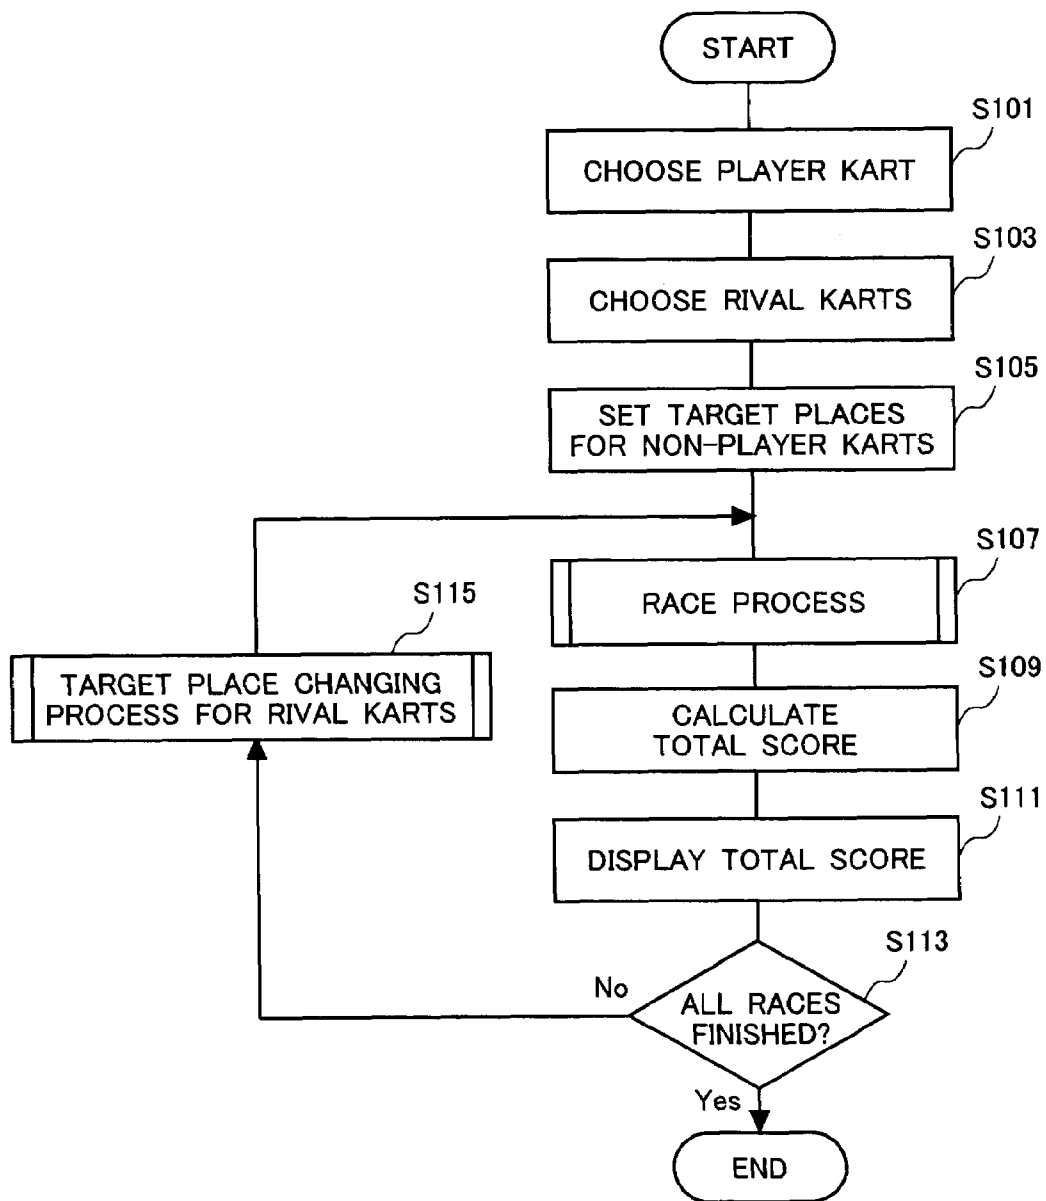 START
S101
CHOOSE PLAYER KART
S103
CHOOSE RIVAL KARTS
S105
SET TARGET PLACES
FOR NON-PLAYER KARTS
S107
RACE PROCESS
S115
TARGET PLACE CHANGING
PROCESS FOR RIVAL KARTS
S109
CALCULATE
TOTAL SCORE
S111
DISPLAY TOTAL SCORE
S113
No
ALL RACES
FINISHED?
Yes
END